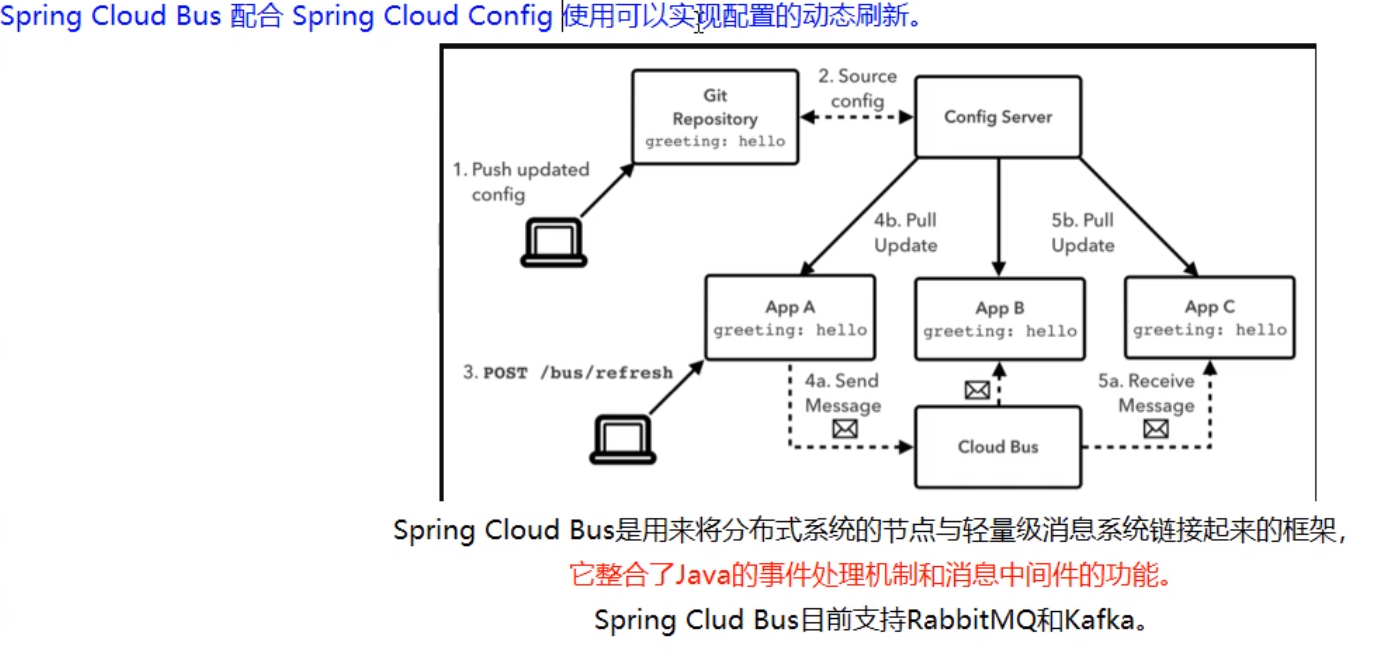 Spring Cloud Bus 配合 Spring Cloud Config 使用可以实现配置的动态刷新。
Git
Repository
greeting: hello
2. Source
config
Config Server
1. Push updated
config
4b. Pull
Update
5b. Pull
Update
App A
greeting: hello
App B
greeting: hello
App C
greeting: hello
3. POST /bus/refresh
4a. Send
Message
5a. Receive
Message
Cloud Bus
Spring Cloud Bus是用来将分布式系统的节点与轻量级消息系统链接起来的框架，
它整合了Java的事件处理机制和消息中间件的功能。
Spring Clud Bus目前支持RabbitMQ和Kafka。